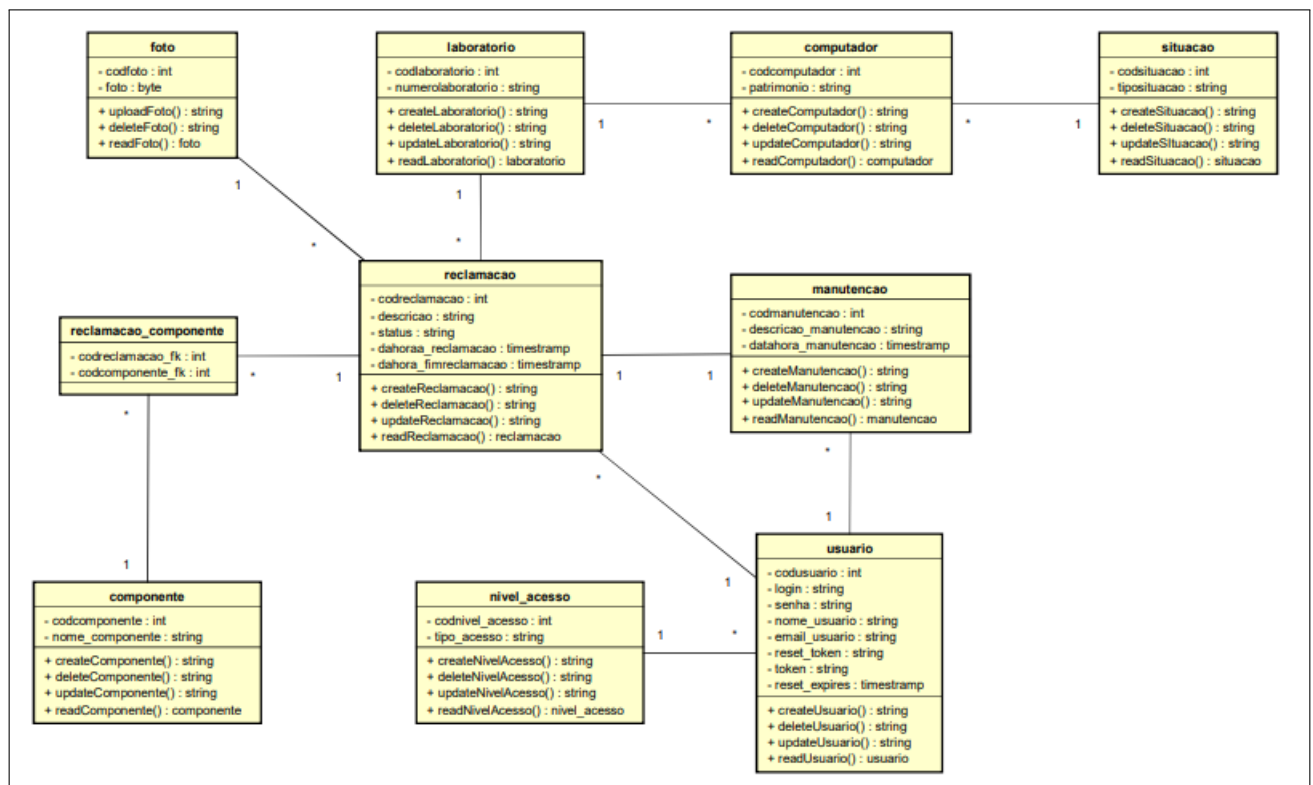 foto
- codfoto : int
- foto : byte
+ uploadFoto() : string
+ deleteFoto() : string
+ readFoto() : foto
laboratorio
- codlaboratorio : int
- numerolaboratorio : string
+ createLaboratorio() : string
+ deleteLaboratorio() : string
+ updateLaboratorio() : string
+ readLaboratorio() : laboratorio
computador
- codcomputador : int
- patrimonio : string
+ createComputador() : string
+ deleteComputador() : string
+ updateComputador() : string
+ readComputador() : computador
situacao
- codsituacao : int
- tiposituacao : string
+ createSituacao() : string
+ deleteSituacao() : string
+ updateSItuacao() : string
+ readSituacao() : situacao
1
*
*
1
1
*
1
*
reclamacao
- codreclamacao : int
- descricao : string
- status : string
- dahoraa_reclamacao : timestramp
- dahora_fimreclamacao : timestramp
+ createReclamacao() : string
+ deleteReclamacao() : string
+ updateReclamacao() : string
+ readReclamacao() : reclamacao
manutencao
- codmanutencao : int
- descricao_manutencao : string
- datahora_manutencao : timestramp
+ createManutencao() : string
+ deleteManutencao() : string
+ updateManutencao() : string
+ readManutencao() : manutencao
reclamacao_componente
- codreclamacao_fk : int
- codcomponente_fk : int
*
1
1
1
*
1
*
1
*
1
componente
- codcomponente : int
- nome_componente : string
+ createComponente() : string
+ deleteComponente() : string
+ updateComponente() : string
+ readComponente() : componente
nivel_acesso
- codnivel_acesso : int
- tipo_acesso : string
+ createNivelAcesso() : string
+ deleteNivelAcesso() : string
+ updateNivelAcesso() : string
+ readNivelAcesso() : nivel_acesso
1
*
usuario
- codusuario : int
- login : string
- senha : string
- nome_usuario : string
- email_usuario : string
- reset_token : string
- token : string
- reset_expires : timestramp
+ createUsuario() : string
+ deleteUsuario() : string
+ updateUsuario() : string
+ readUsuario() : usuario